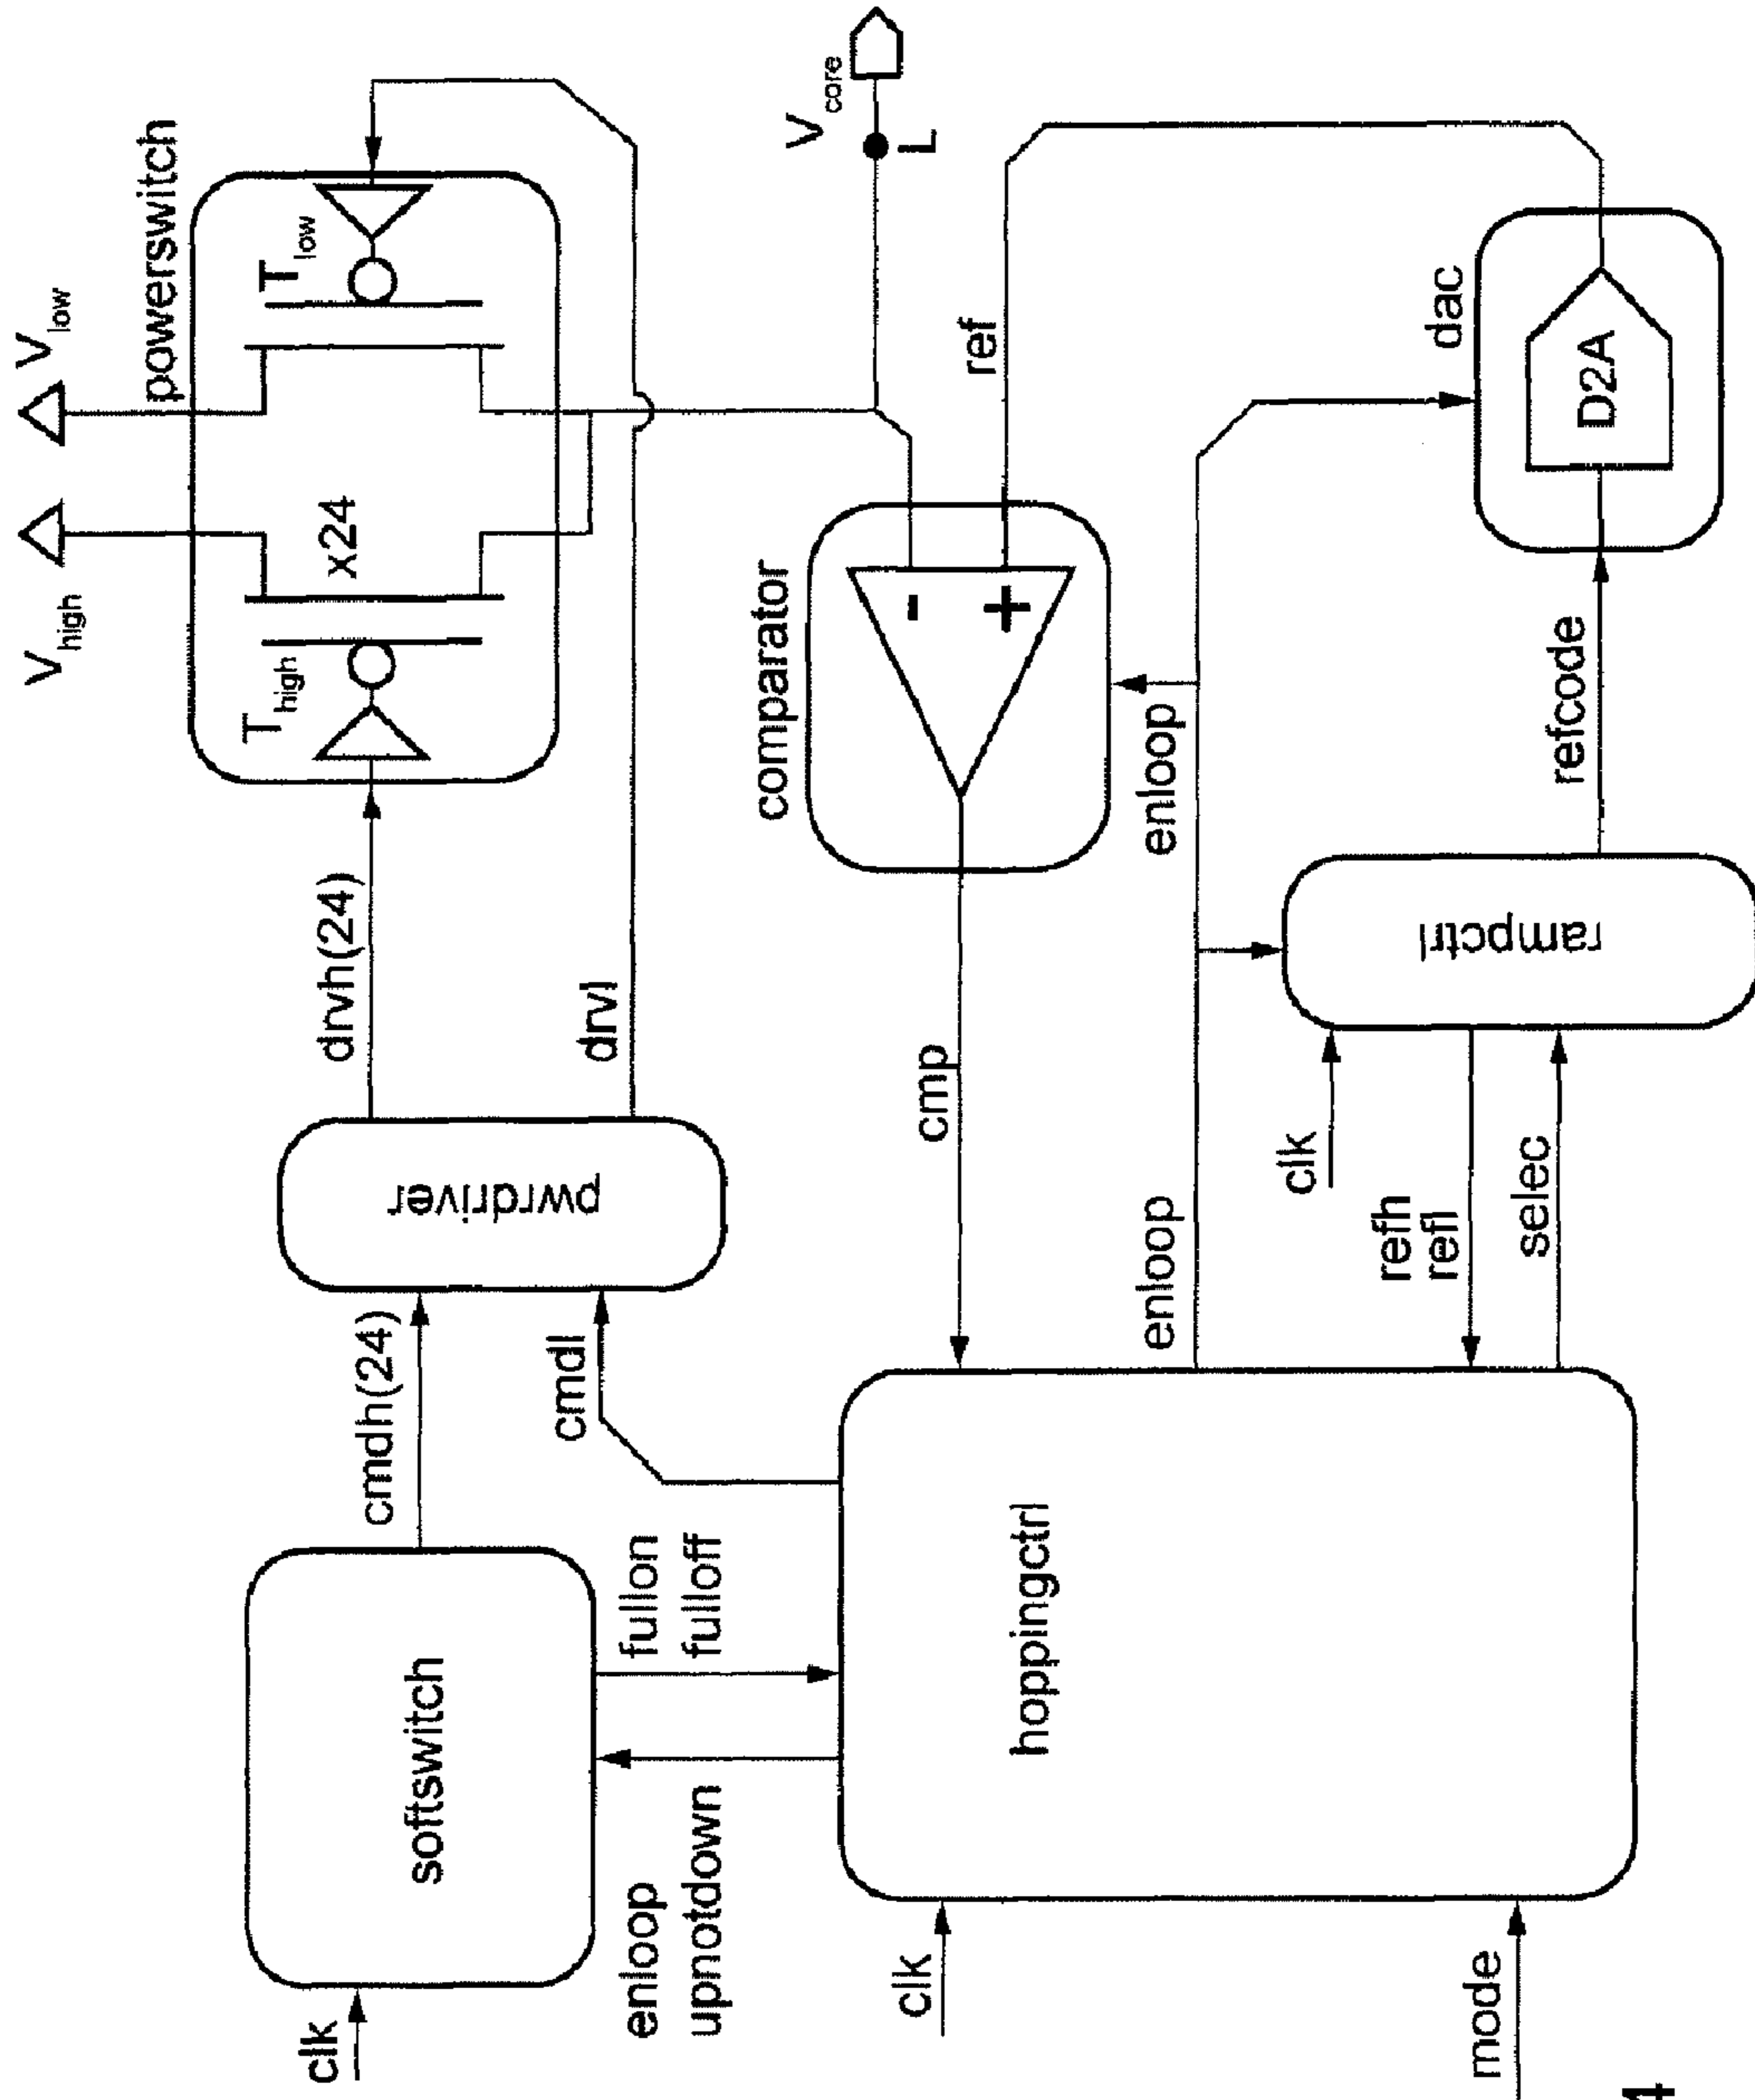 V_high
V_low
powerswitch
T_high
x24
T_low
drvh(24)
drvl
pwrdriver
cmdh(24)
cmdl
softswitch
clk
fullon
fulloff
enloop
upnotdown
V_core
L
comparator
-
+
ref
cmp
enloop
enloop
hoppingctrl
clk
mode
dac
D2A
refcode
rampctrl
clk
refh
refl
selec
4